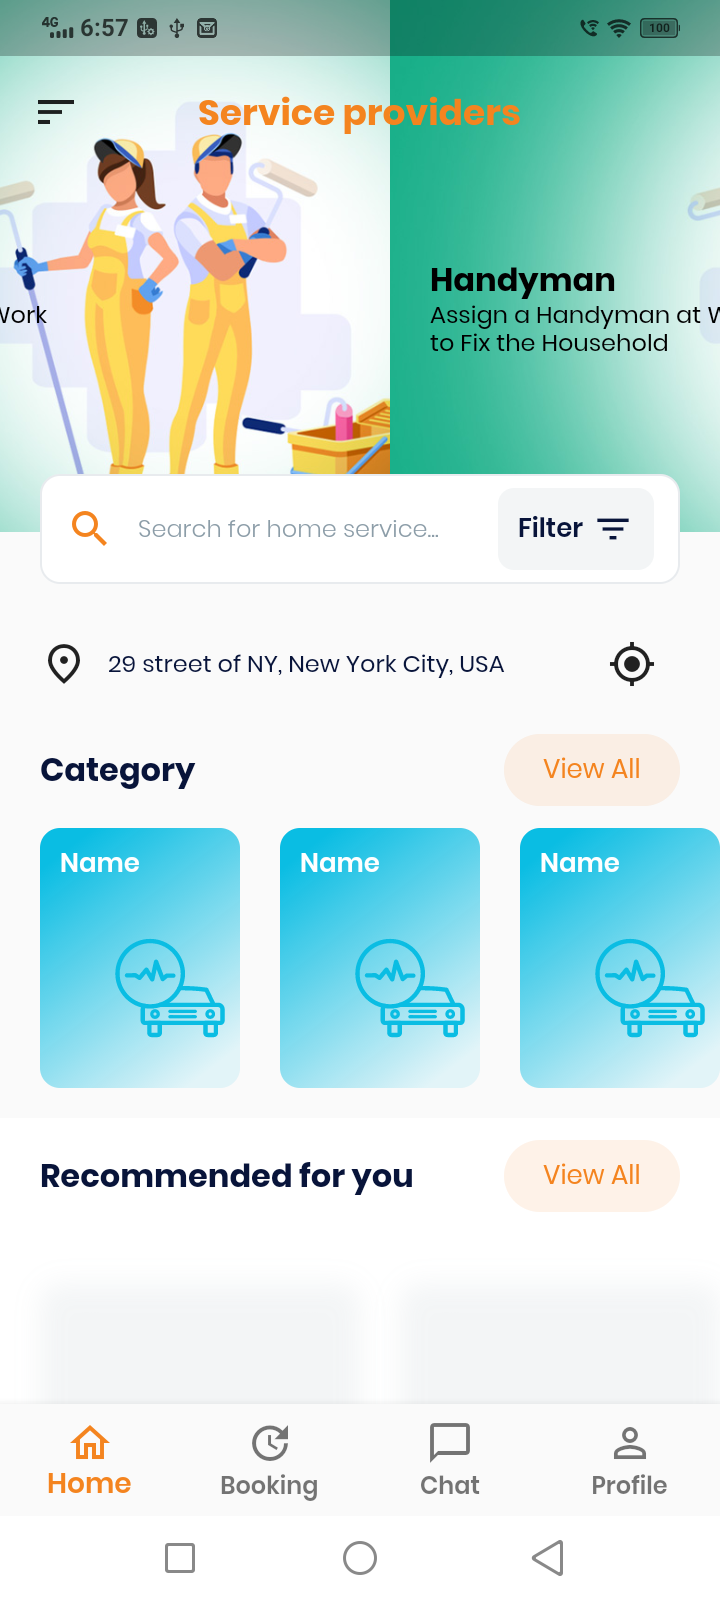 4G 6:57 100
Service providers
Work
Handyman
Assign a Handyman at W
to Fix the Household
Search for home service...
Filter
29 street of NY, New York City, USA
Category
View All
Name
Name
Name
Recommended for you
View All
Home
Booking
Chat
Profile